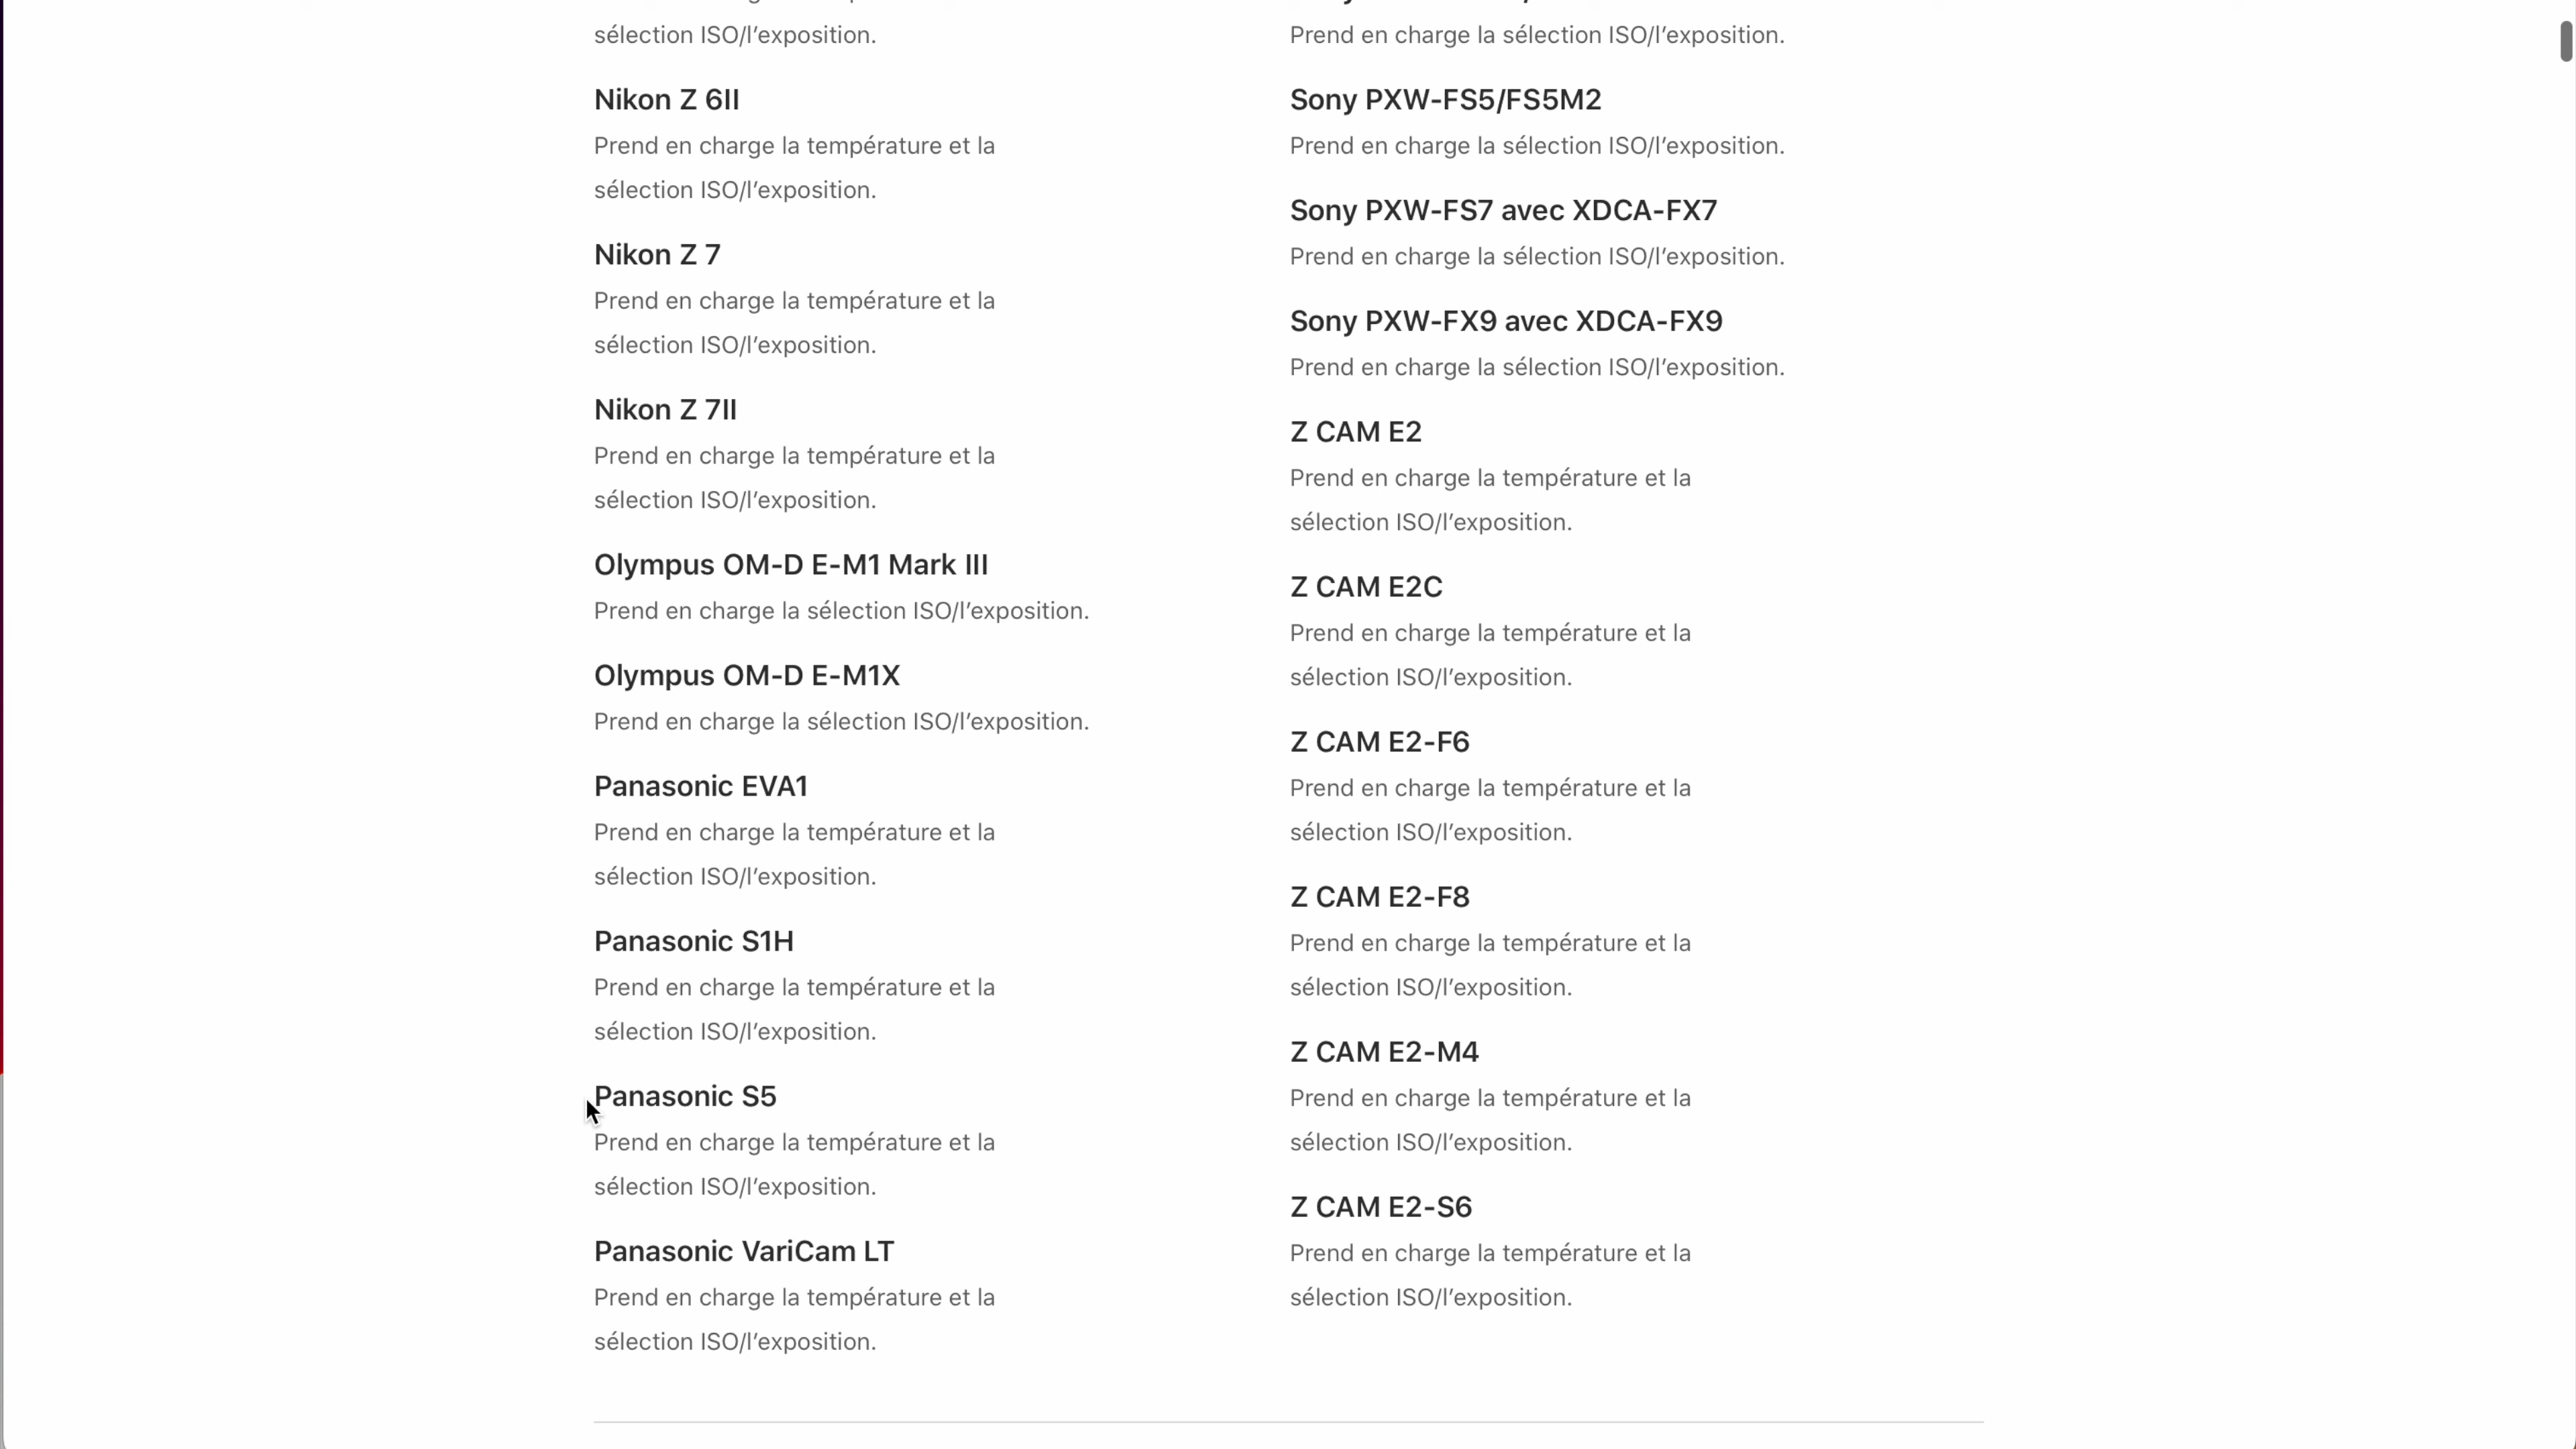 sélection ISO/l’exposition.
Nikon Z 6II
Prend en charge la température et la
sélection ISO/l’exposition.
Nikon Z 7
Prend en charge la température et la
sélection ISO/l’exposition.
Nikon Z 7II
Prend en charge la température et la
sélection ISO/l’exposition.
Olympus OM-D E-M1 Mark III
Prend en charge la sélection ISO/l’exposition.
Olympus OM-D E-M1X
Prend en charge la sélection ISO/l’exposition.
Panasonic EVA1
Prend en charge la température et la
sélection ISO/l’exposition.
Panasonic S1H
Prend en charge la température et la
sélection ISO/l’exposition.
Panasonic S5
Prend en charge la température et la
sélection ISO/l’exposition.
Panasonic VariCam LT
Prend en charge la température et la
sélection ISO/l’exposition.
Prend en charge la sélection ISO/l’exposition.
Sony PXW-FS5/FS5M2
Prend en charge la sélection ISO/l’exposition.
Sony PXW-FS7 avec XDCA-FX7
Prend en charge la sélection ISO/l’exposition.
Sony PXW-FX9 avec XDCA-FX9
Prend en charge la sélection ISO/l’exposition.
Z CAM E2
Prend en charge la température et la
sélection ISO/l’exposition.
Z CAM E2C
Prend en charge la température et la
sélection ISO/l’exposition.
Z CAM E2-F6
Prend en charge la température et la
sélection ISO/l’exposition.
Z CAM E2-F8
Prend en charge la température et la
sélection ISO/l’exposition.
Z CAM E2-M4
Prend en charge la température et la
sélection ISO/l’exposition.
Z CAM E2-S6
Prend en charge la température et la
sélection ISO/l’exposition.